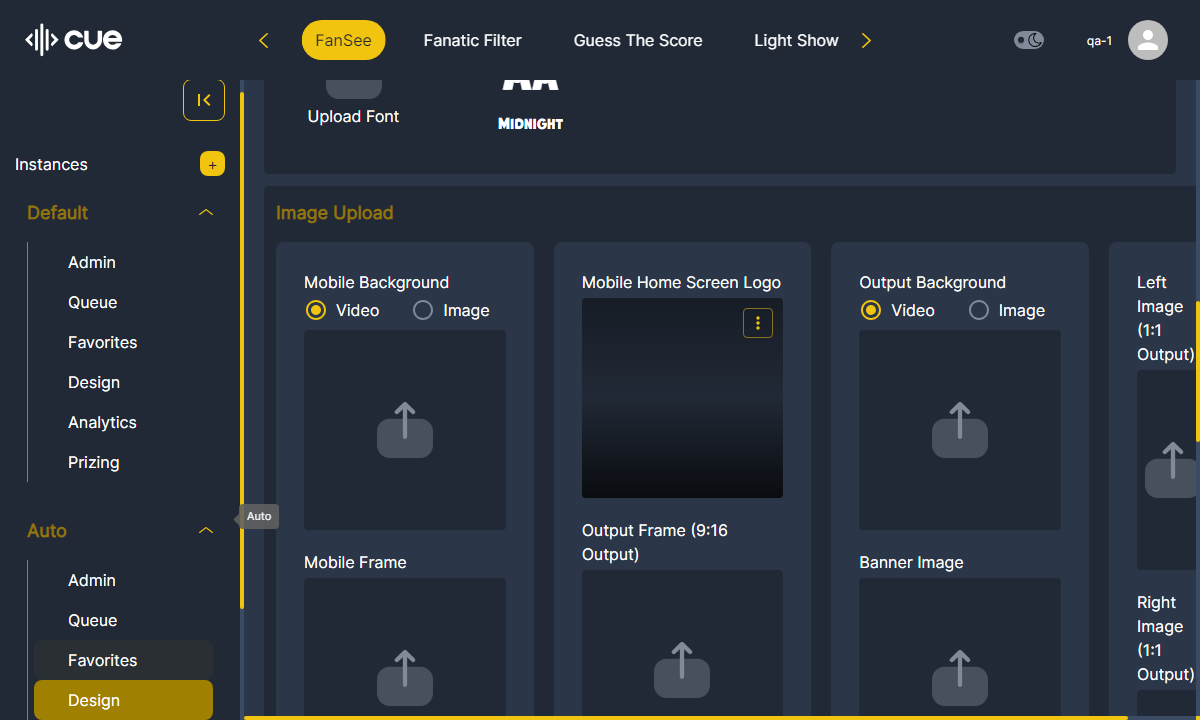 CUE
FanSee
Fanatic Filter
Guess The Score
Light Show
qa-1
Instances
+
Default
Admin
Queue
Favorites
Design
Analytics
Prizing
Auto
Admin
Queue
Favorites
Design
Auto
Upload Font
MIDNIGHT
Image Upload
Mobile Background
Video
Image
Mobile Frame
Mobile Home Screen Logo
Output Frame (9:16
Output)
Output Background
Video
Image
Banner Image
Left
Image
(1:1
Output)
Right
Image
(1:1
Output)